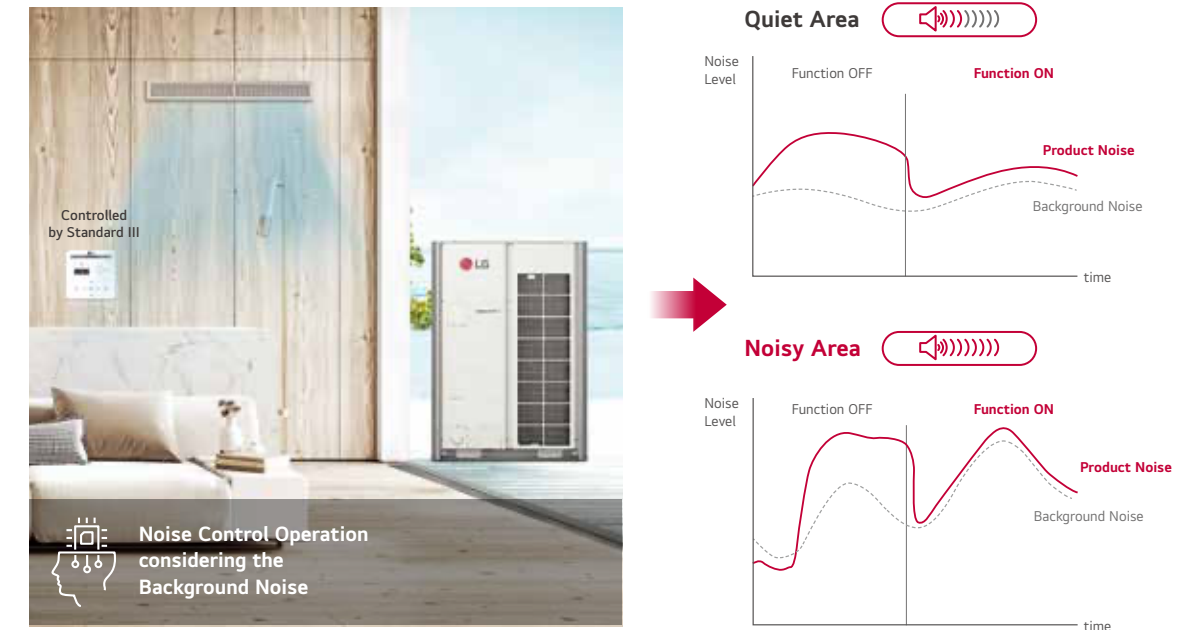 Controlled
by Standard III
LG
Noise Control Operation
considering the
Background Noise
Quiet Area
Noise
Level
Function OFF
Function ON
Product Noise
Background Noise
time
Noisy Area
Noise
Level
Function OFF
Function ON
Product Noise
Background Noise
time